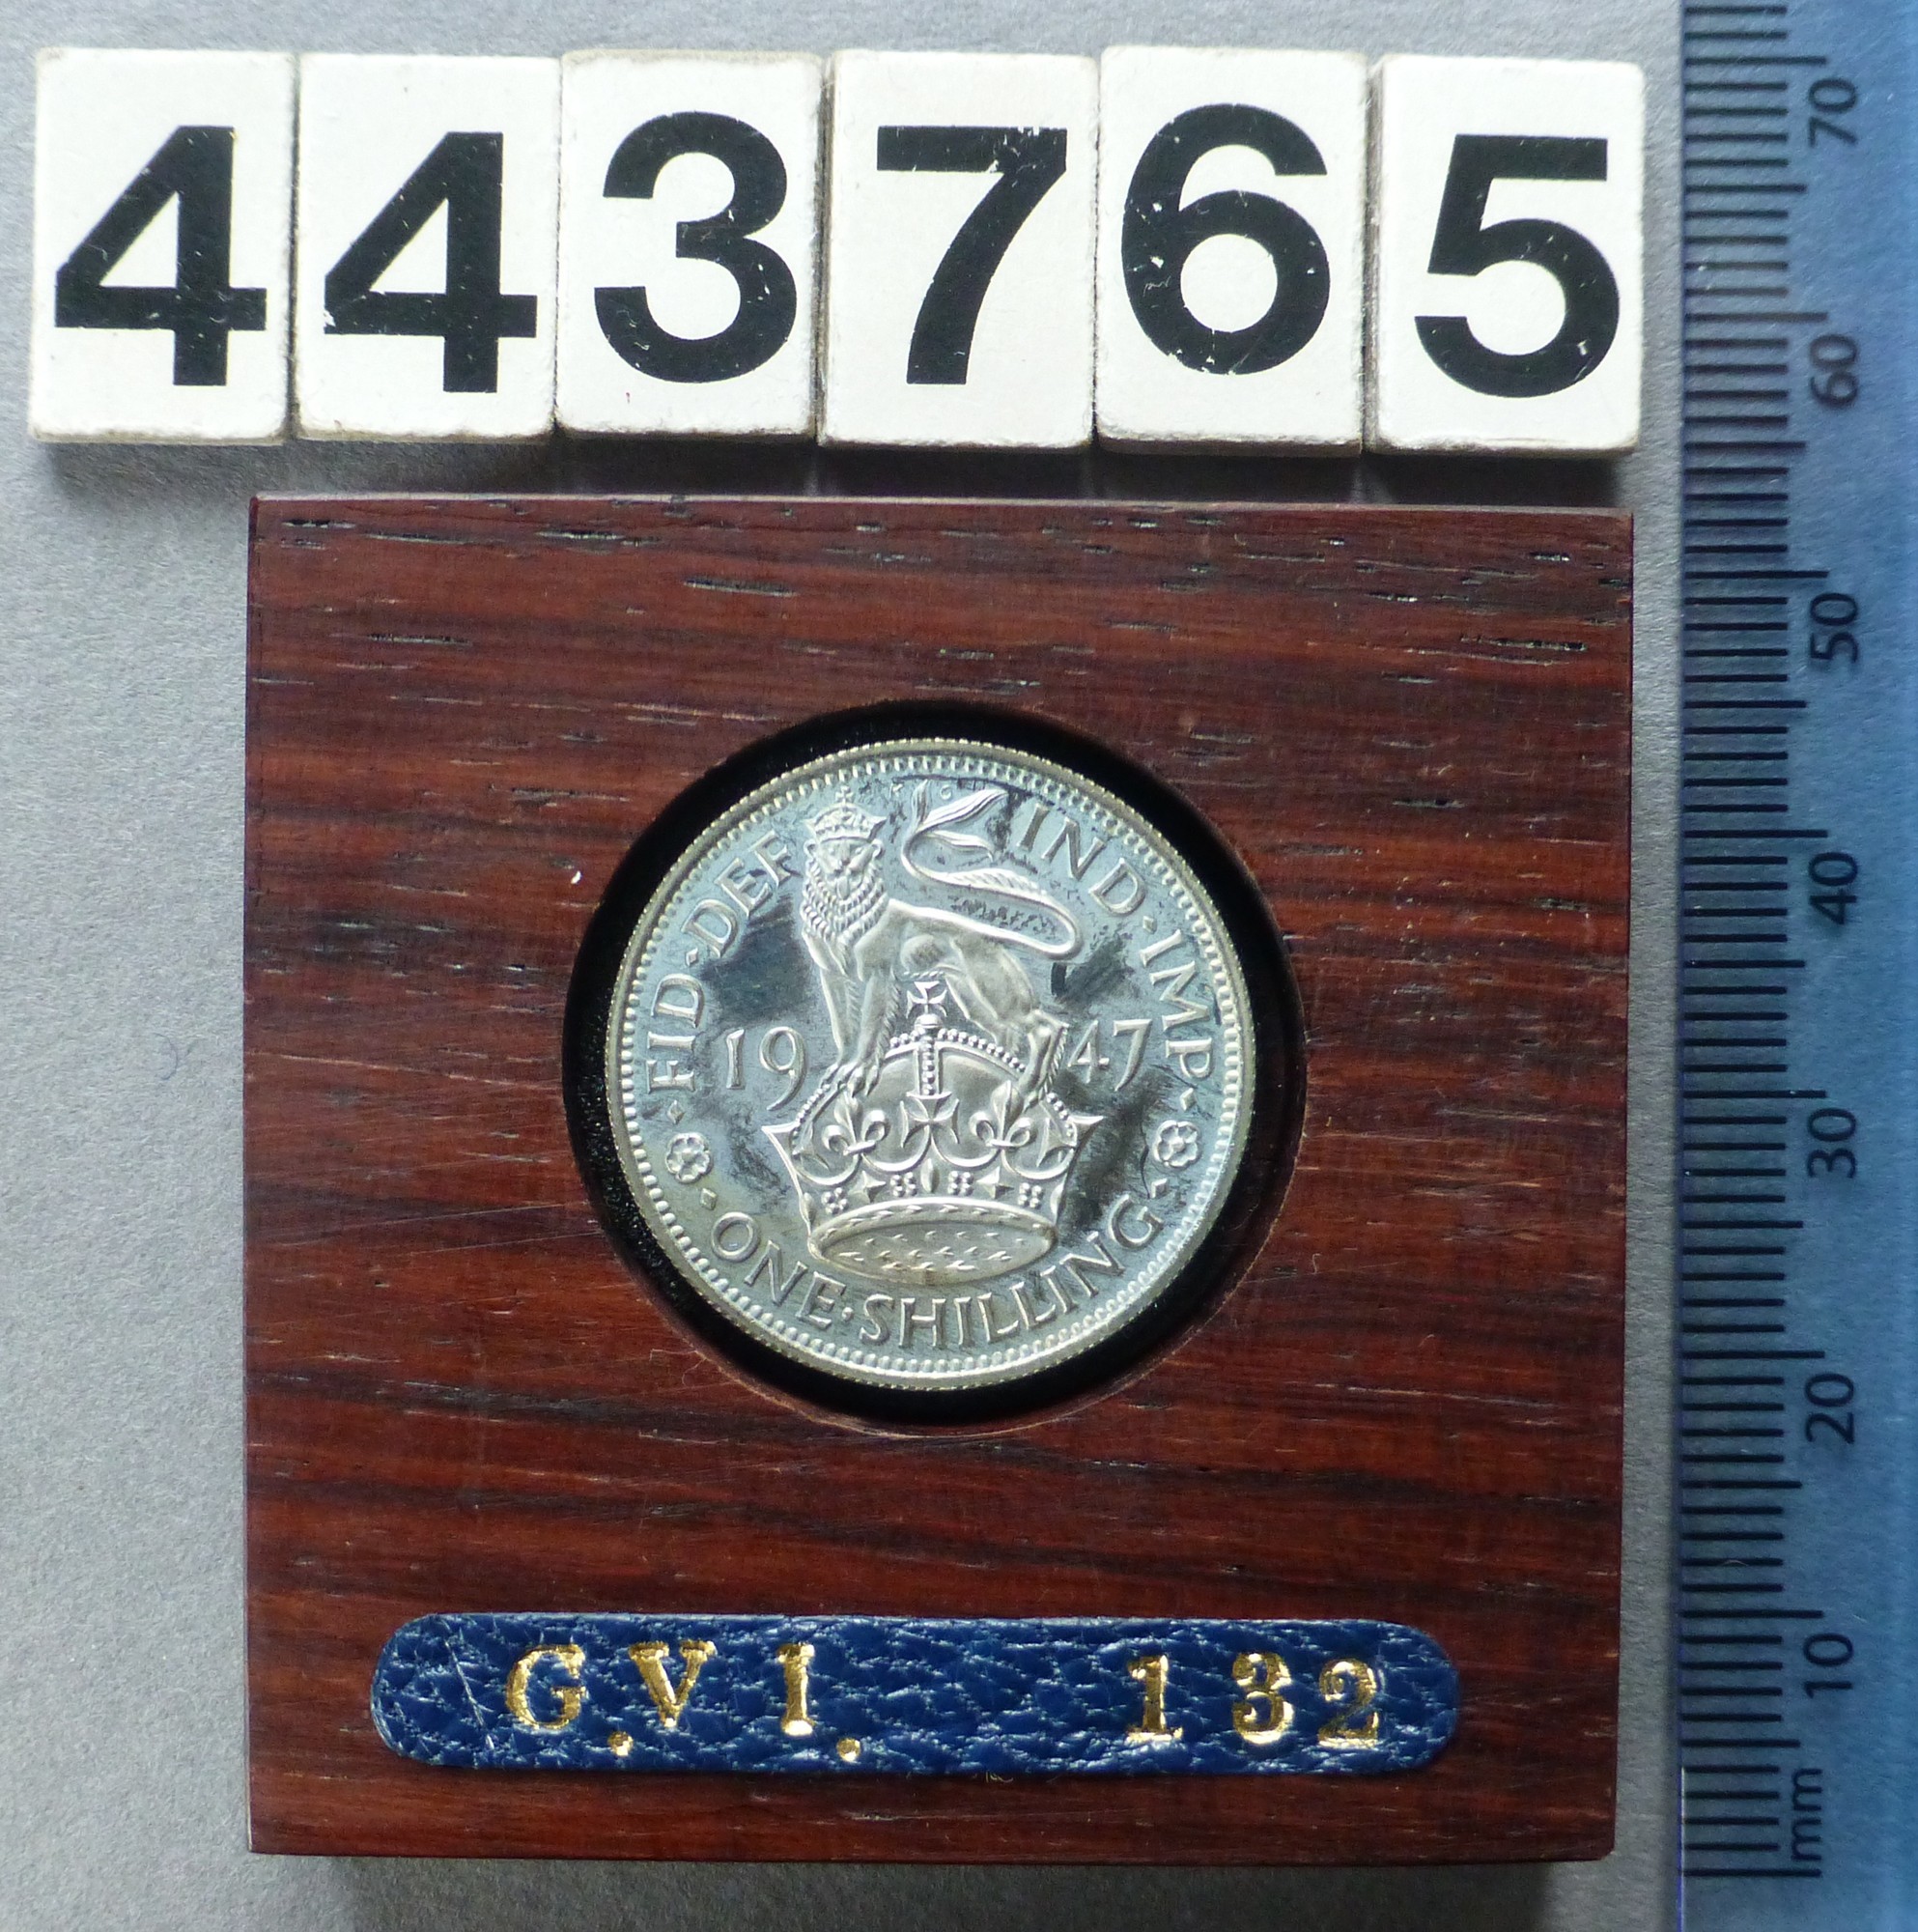 443765
FID·DEF IND·IMP·
19 47
·ONE·SHILLING·
G.VI. 132
70
60
50
40
30
20
10
mm